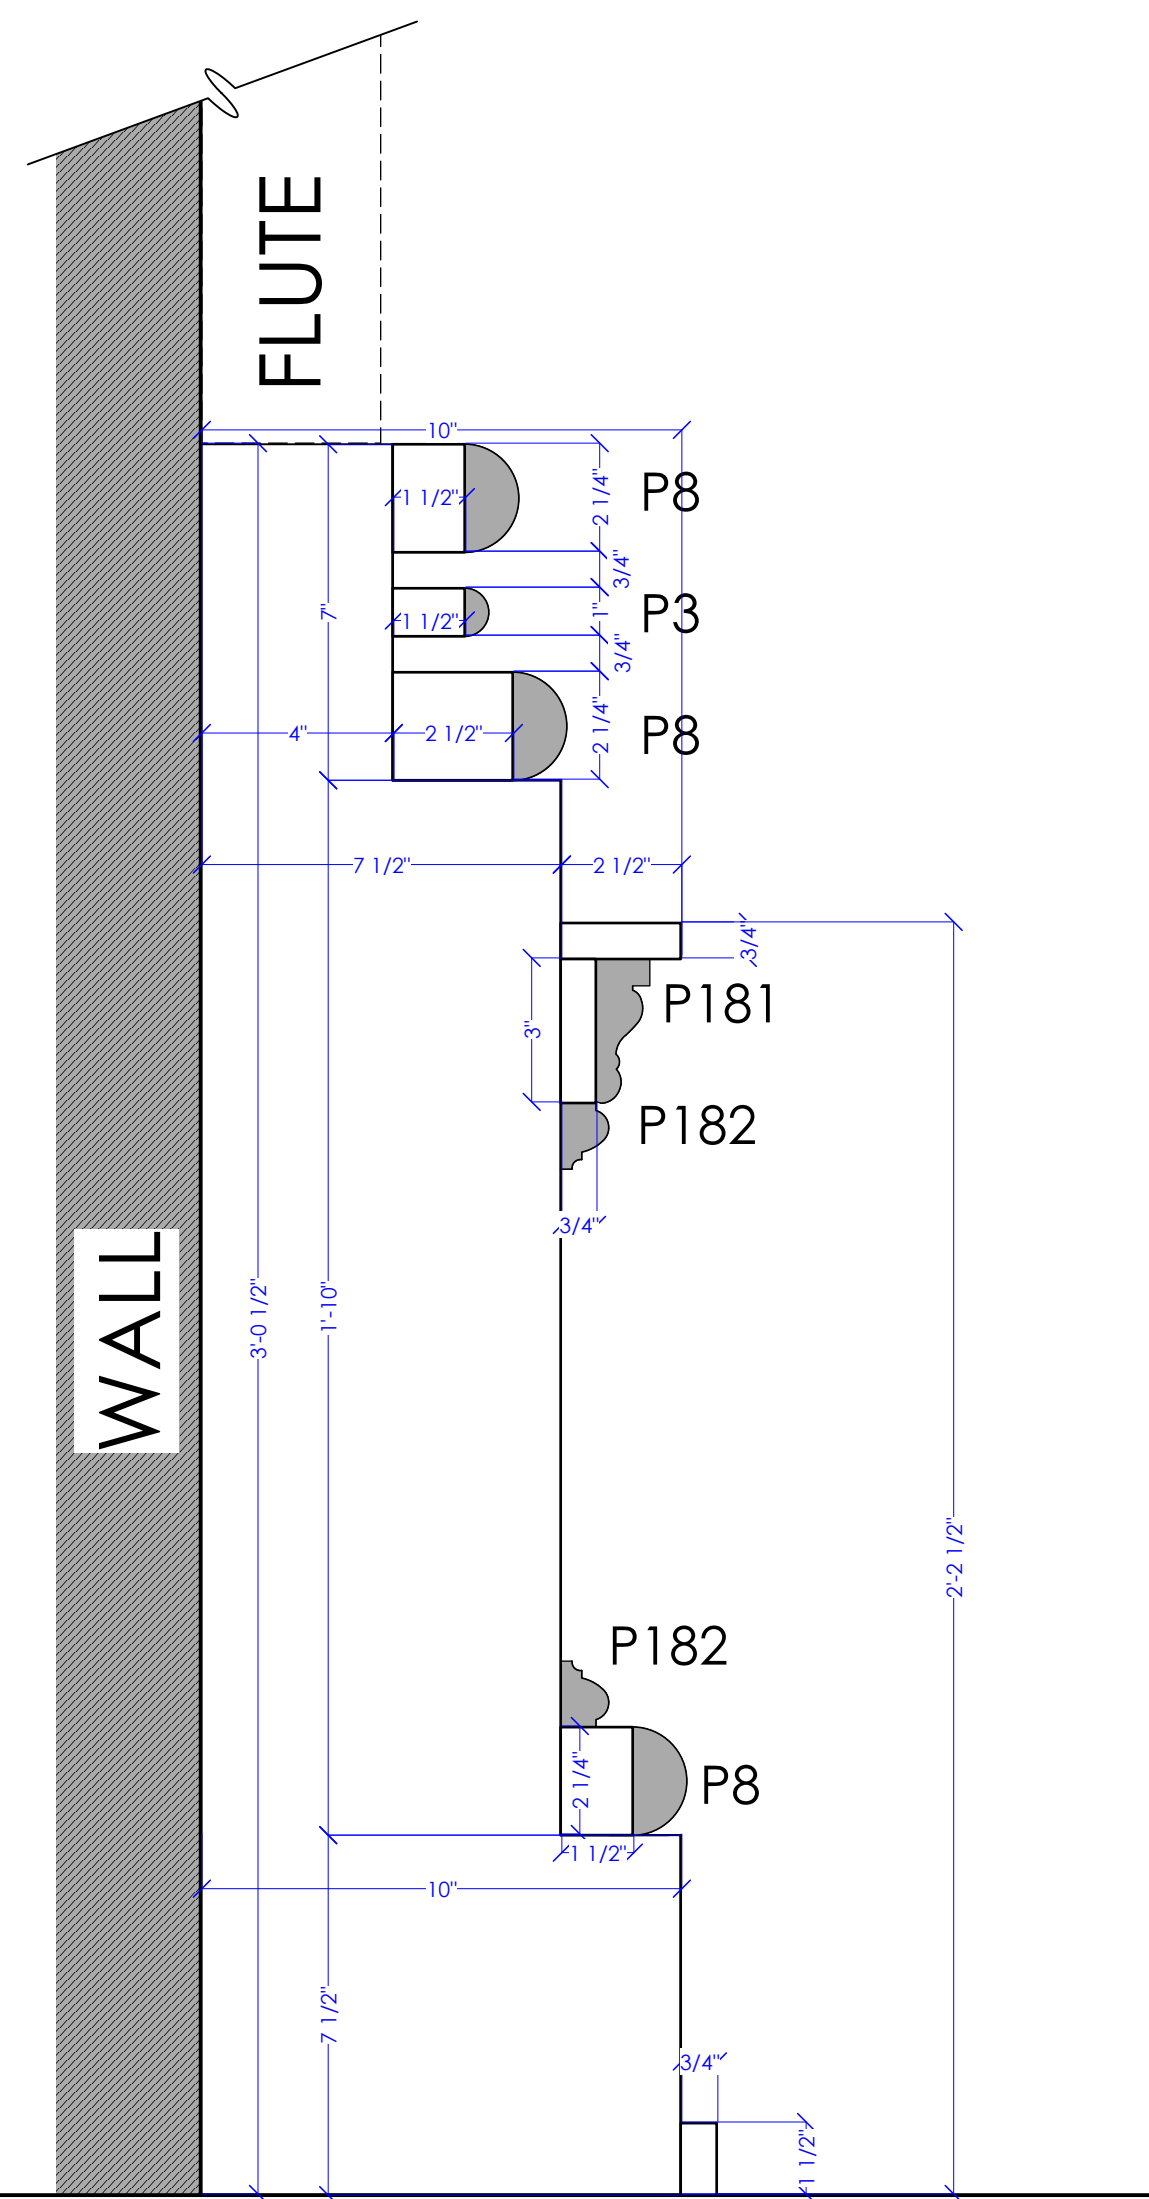 FLUTE
10"
1 1/2"
2 1/4"
P8
3/4"
7"
1 1/2"
1"
P3
3/4"
4"
2 1/2"
2 1/4"
P8
7 1/2"
2 1/2"
3/4"
3"
P181
P182
3/4"
WALL
3'-0 1/2"
1'-10"
2'-2 1/2"
P182
2 1/4"
P8
1 1/2"
10"
7 1/2"
3/4"
1 1/2"